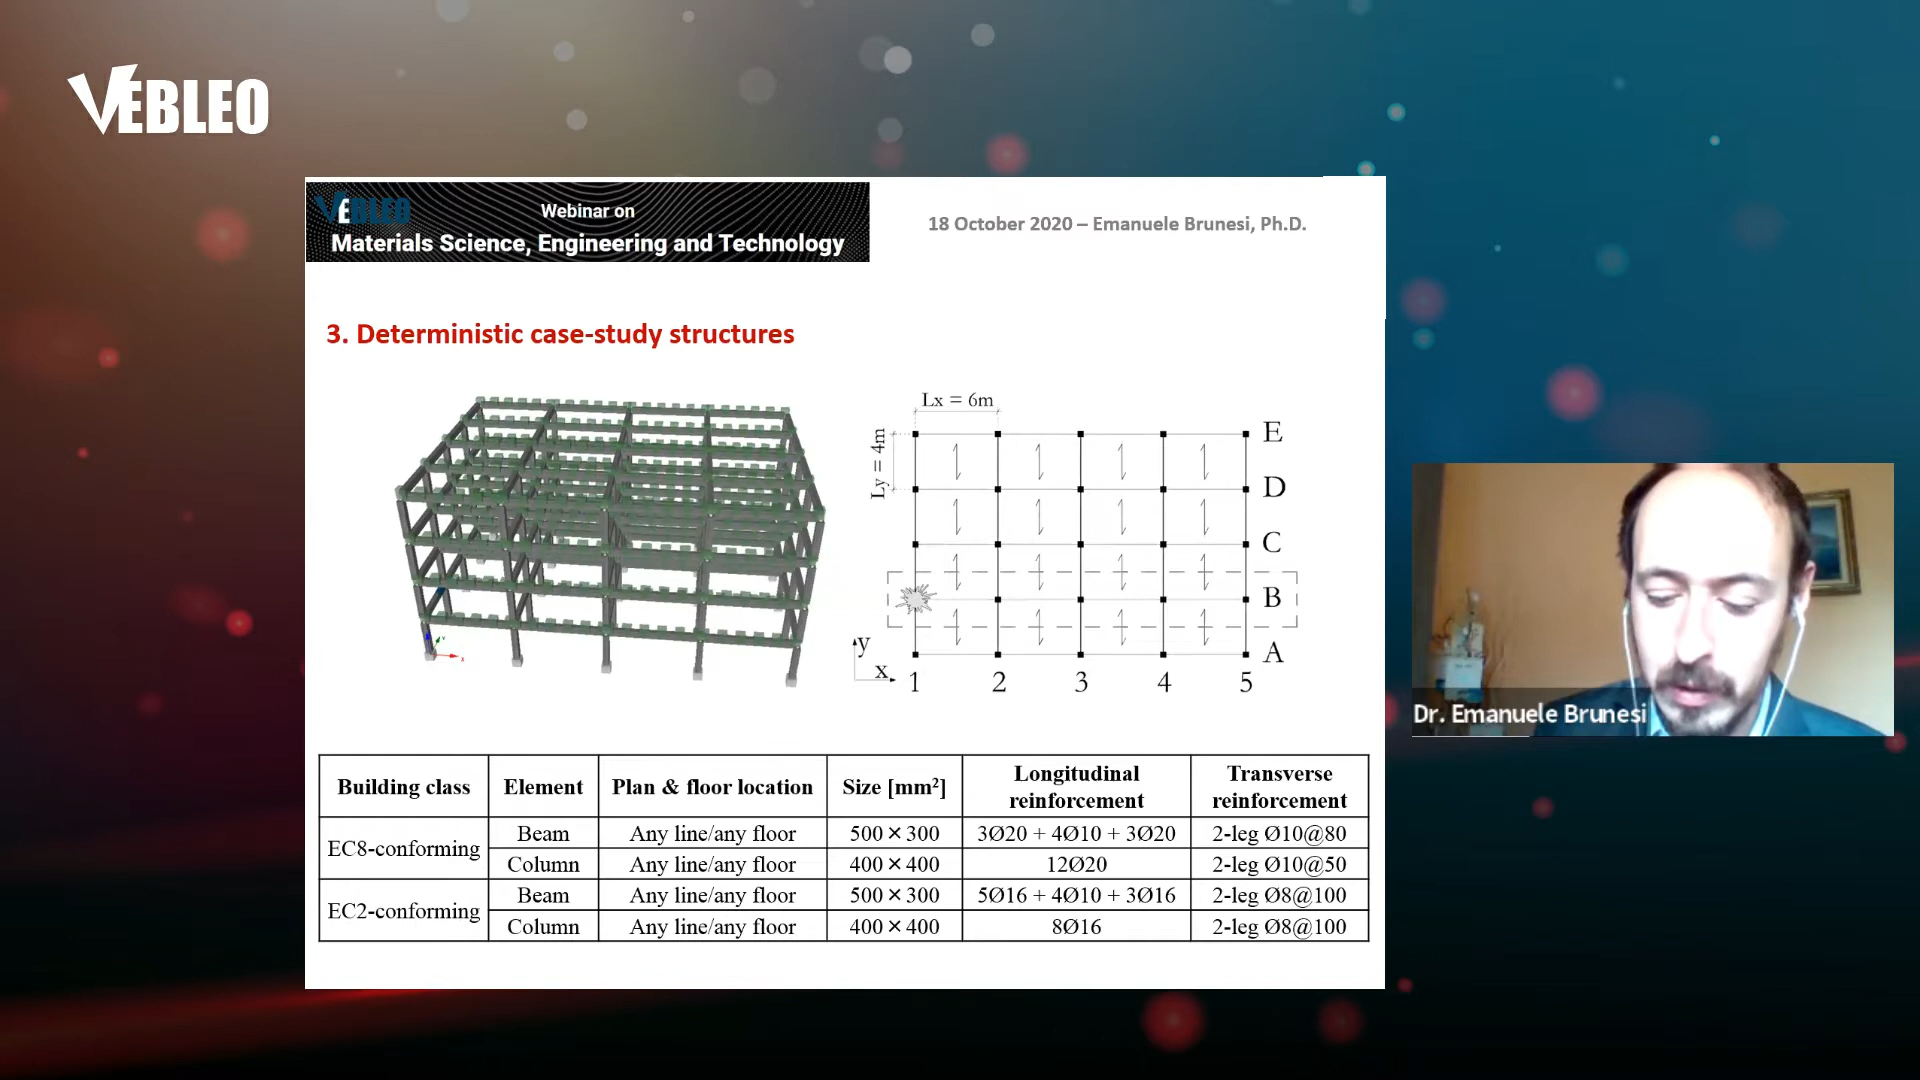 VEBLEO
VEBLEO
Webinar on
Materials Science, Engineering and Technology
18 October 2020 – Emanuele Brunesi, Ph.D.
3. Deterministic case-study structures
Lx = 6m
Ly = 4m
E
D
C
B
A
y
x
1 2 3 4 5
Dr. Emanuele Brunesi
Building class Element Plan & floor location Size [mm²] Longitudinal reinforcement Transverse reinforcement
EC8-conforming Beam Any line/any floor 500 × 300 3Ø20 + 4Ø10 + 3Ø20 2-leg Ø10@80
Column Any line/any floor 400 × 400 12Ø20 2-leg Ø10@50
EC2-conforming Beam Any line/any floor 500 × 300 5Ø16 + 4Ø10 + 3Ø16 2-leg Ø8@100
Column Any line/any floor 400 × 400 8Ø16 2-leg Ø8@100